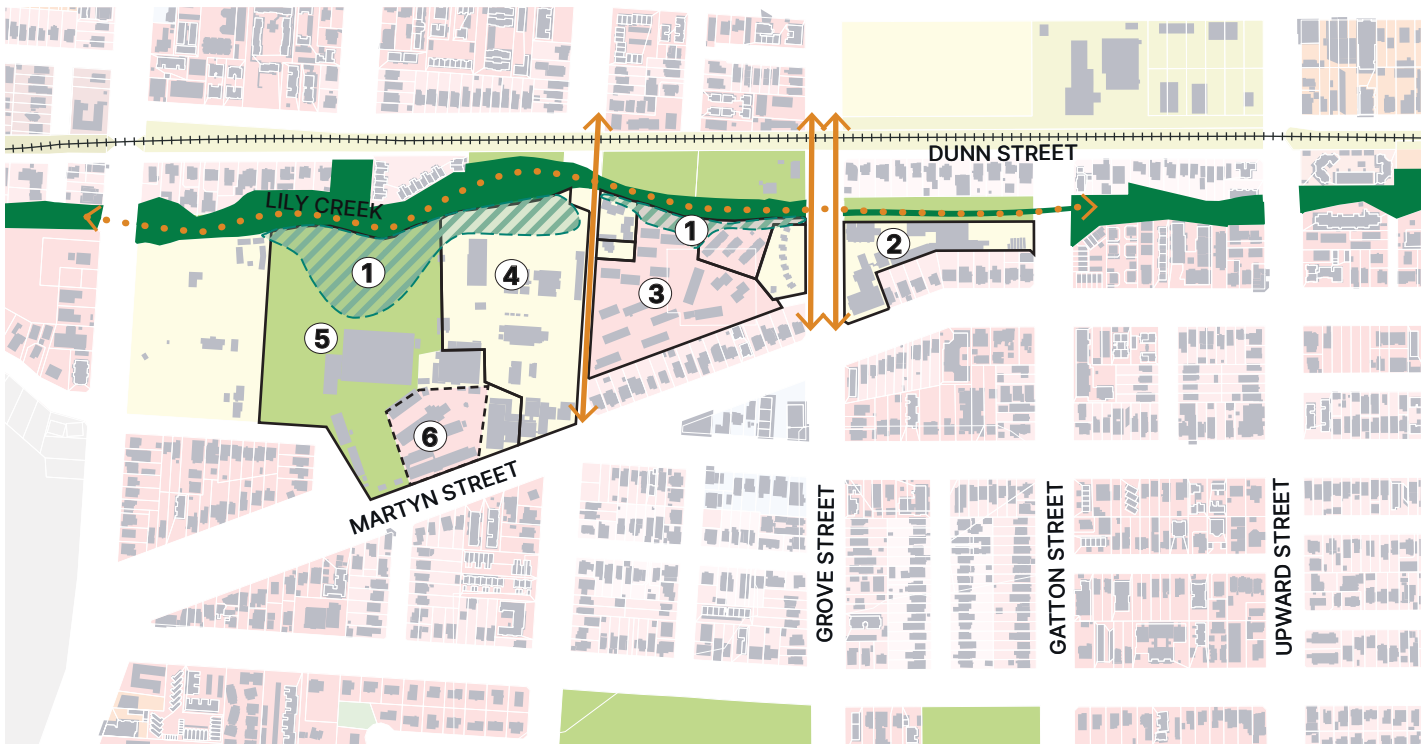 DUNN STREET
LILY CREEK
1
2
1
4
3
5
6
MARTYN STREET
GROVE STREET
GATTON STREET
UPWARD STREET